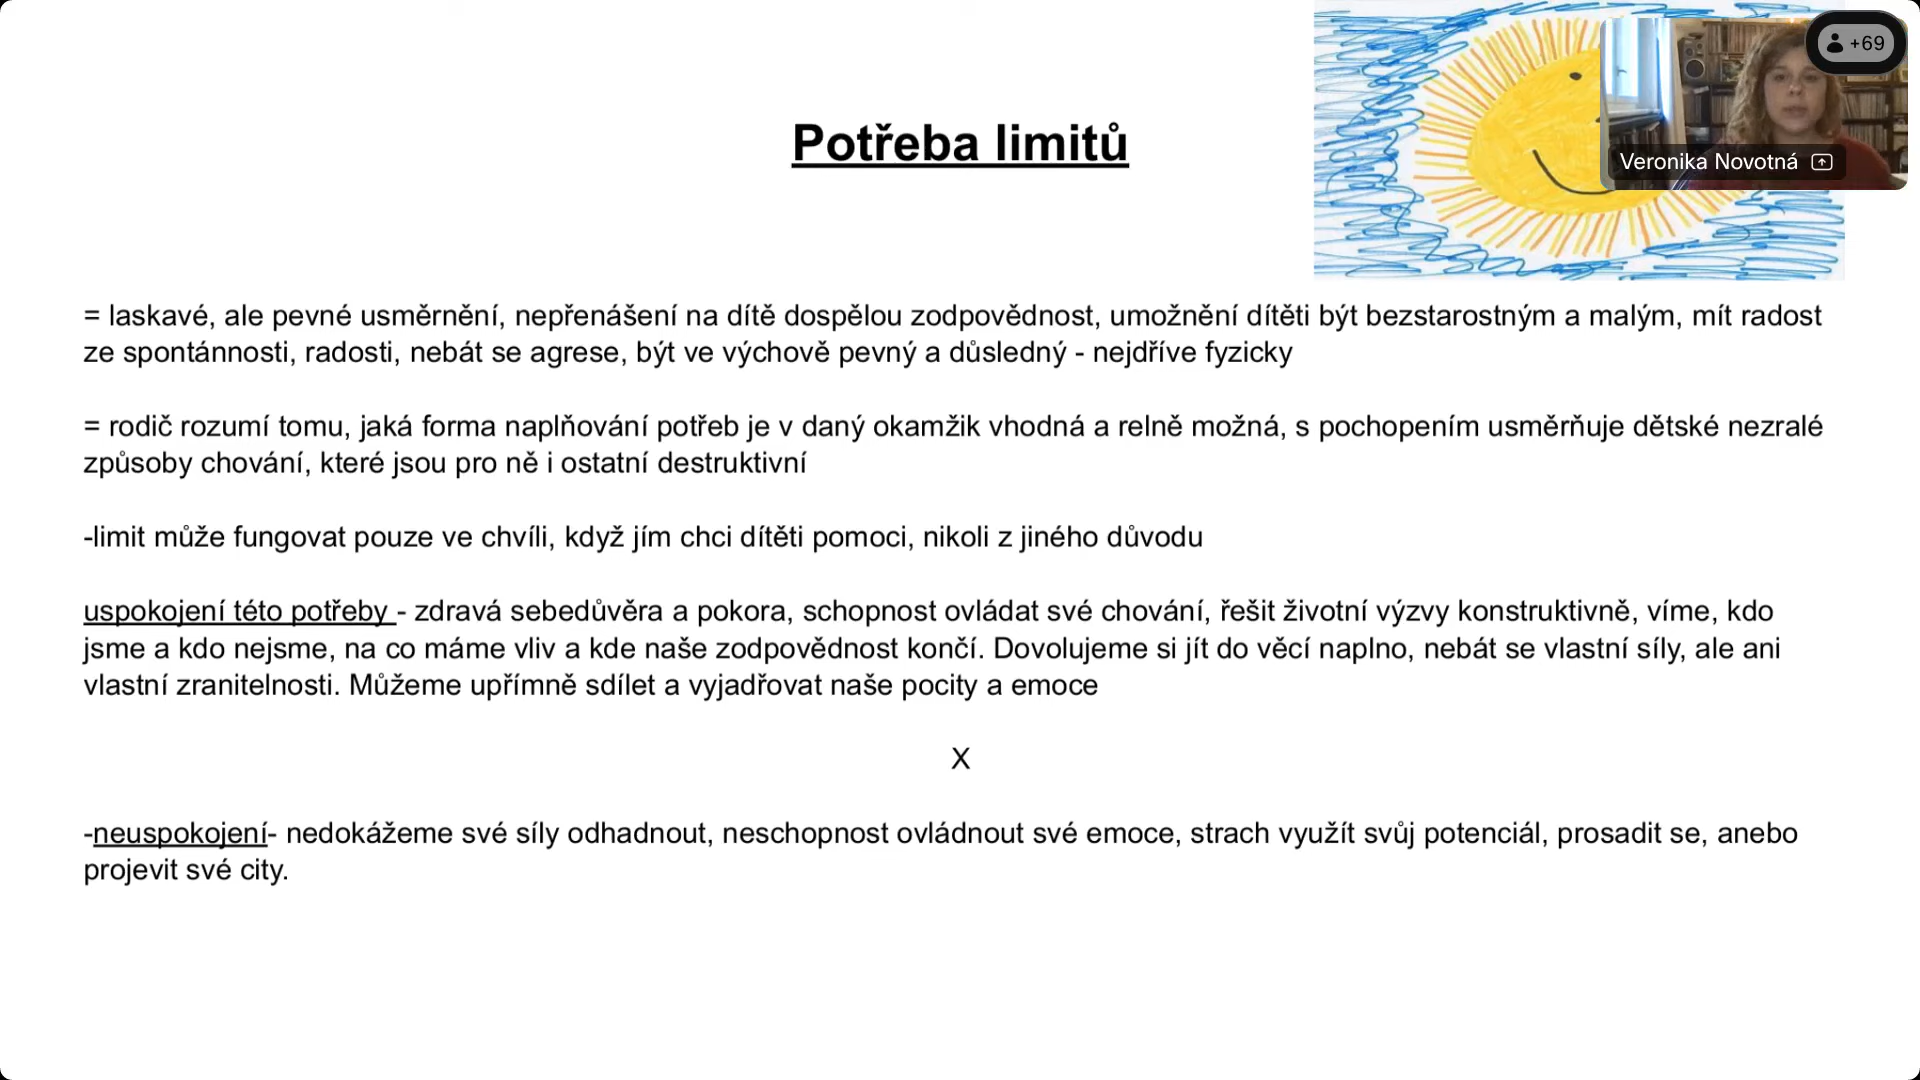 +69
Veronika Novotná
Potřeba limitů
= laskavé, ale pevné usměrnění, nepřenášení na dítě dospělou zodpovědnost, umožnění dítěti být bezstarostným a malým, mít radost
ze spontánnosti, radosti, nebát se agrese, být ve výchově pevný a důsledný - nejdříve fyzicky
= rodič rozumí tomu, jaká forma naplňování potřeb je v daný okamžik vhodná a relně možná, s pochopením usměrňuje dětské nezralé
způsoby chování, které jsou pro ně i ostatní destruktivní
-limit může fungovat pouze ve chvíli, když jím chci dítěti pomoci, nikoli z jiného důvodu
uspokojení této potřeby - zdravá sebedůvěra a pokora, schopnost ovládat své chování, řešit životní výzvy konstruktivně, víme, kdo
jsme a kdo nejsme, na co máme vliv a kde naše zodpovědnost končí. Dovolujeme si jít do věcí naplno, nebát se vlastní síly, ale ani
vlastní zranitelnosti. Můžeme upřímně sdílet a vyjadřovat naše pocity a emoce
X
-neuspokojení- nedokážeme své síly odhadnout, neschopnost ovládnout své emoce, strach využít svůj potenciál, prosadit se, anebo
projevit své city.